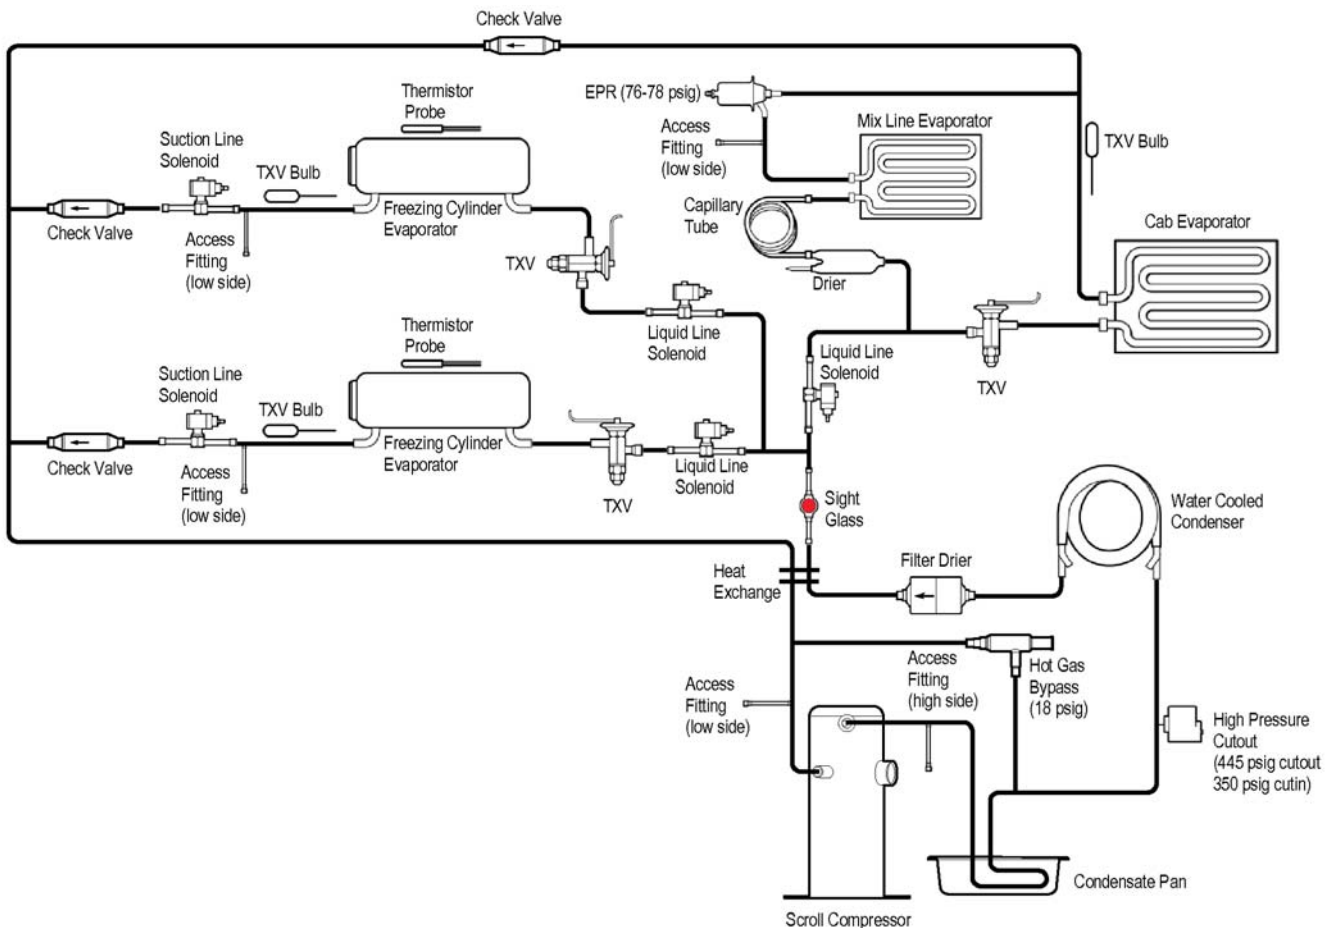 Check Valve
EPR (76-78 psig)
Thermistor
Probe
Access
Fitting
(low side)
Mix Line Evaporator
TXV Bulb
Suction Line
Solenoid
TXV Bulb
Check Valve
Access
Fitting
(low side)
Freezing Cylinder
Evaporator
TXV
Capillary
Tube
Drier
Cab Evaporator
Liquid Line
Solenoid
Liquid Line
Solenoid
TXV
Thermistor
Probe
Suction Line
Solenoid
TXV Bulb
Check Valve
Access
Fitting
(low side)
Freezing Cylinder
Evaporator
TXV
Liquid Line
Solenoid
Sight
Glass
Water Cooled
Condenser
Heat
Exchange
Filter Drier
Access
Fitting
(low side)
Access
Fitting
(high side)
Hot Gas
Bypass
(18 psig)
High Pressure
Cutout
(445 psig cutout
350 psig cutin)
Condensate Pan
Scroll Compressor